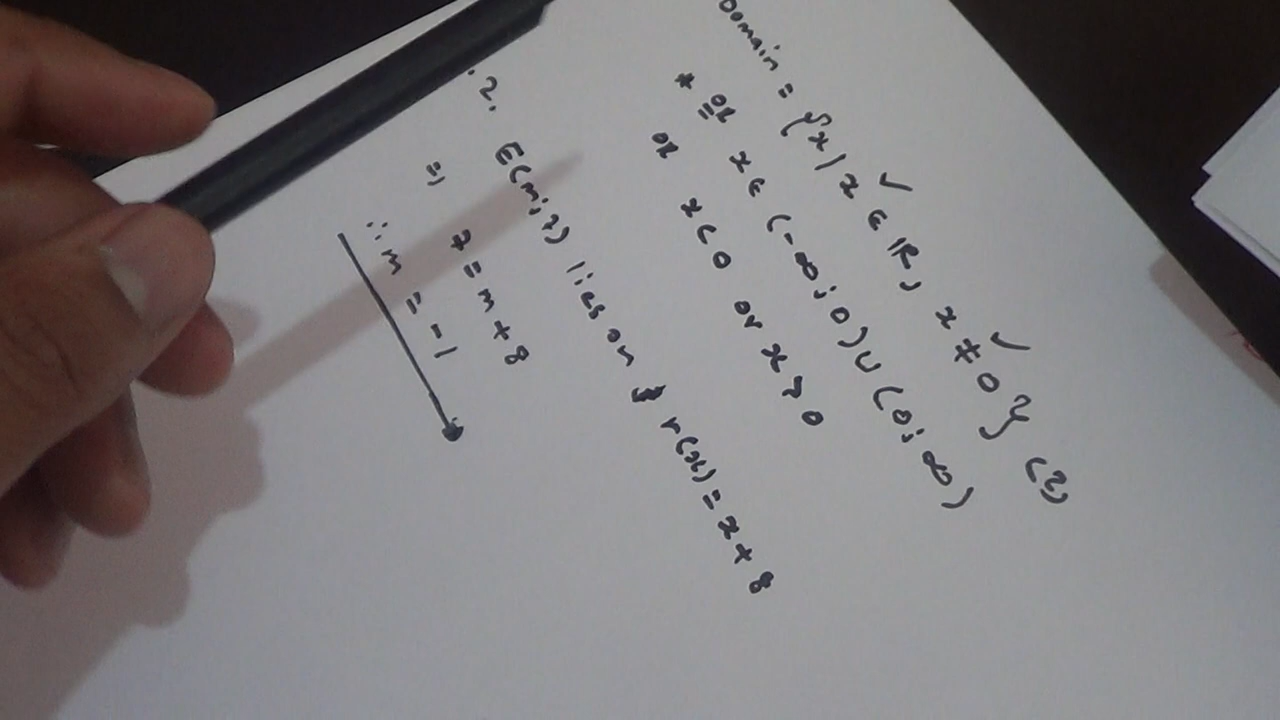 Domain = {x / x ∈ ℝ, x ≠ 0} (2)
* OR x ∈ (-∞; 0) ∪ (0; ∞)
OR x < 0 or x > 0
.2. E(m; 7) lies on r(x) = x + 8
⇒ 7 = m + 8
∴ m = -1